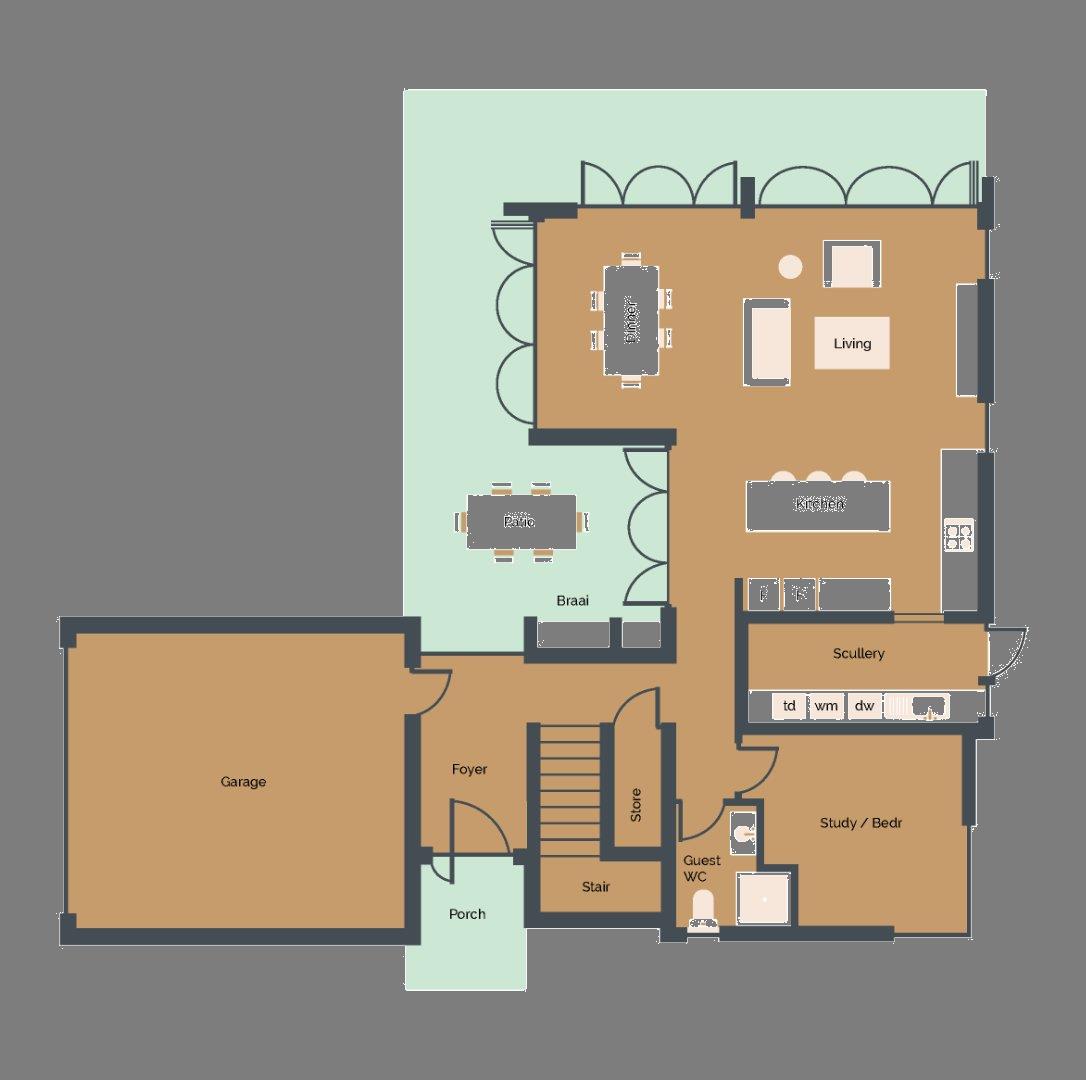 Dinner
Living
Kitchen
Patio
F
Braai
Scullery
td
wm
dw
Garage
Foyer
Store
Study / Bedr
Guest
WC
Stair
Porch